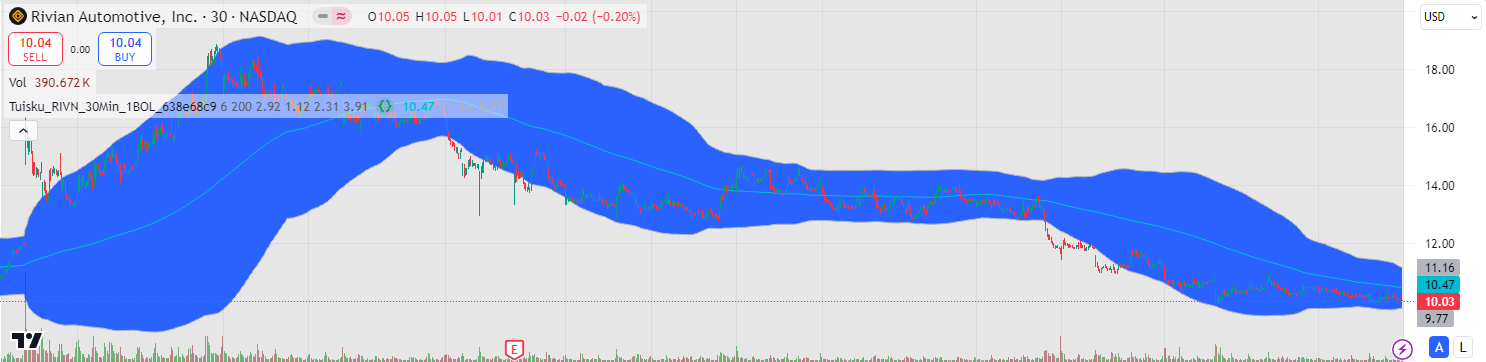 Rivian Automotive, Inc. · 30 · NASDAQ O10.05 H10.05 L10.01 C10.03 −0.02 (−0.20%)
USD
10.04 SELL
0.00
10.04 BUY
Vol 390.672 K
Tuisku_RIVN_30Min_1BOL_638e68c9 6 200 2.92 1.12 2.31 3.91 {} 10.47
18.00
16.00
14.00
12.00
11.16
10.47
10.03
9.77
E
A L